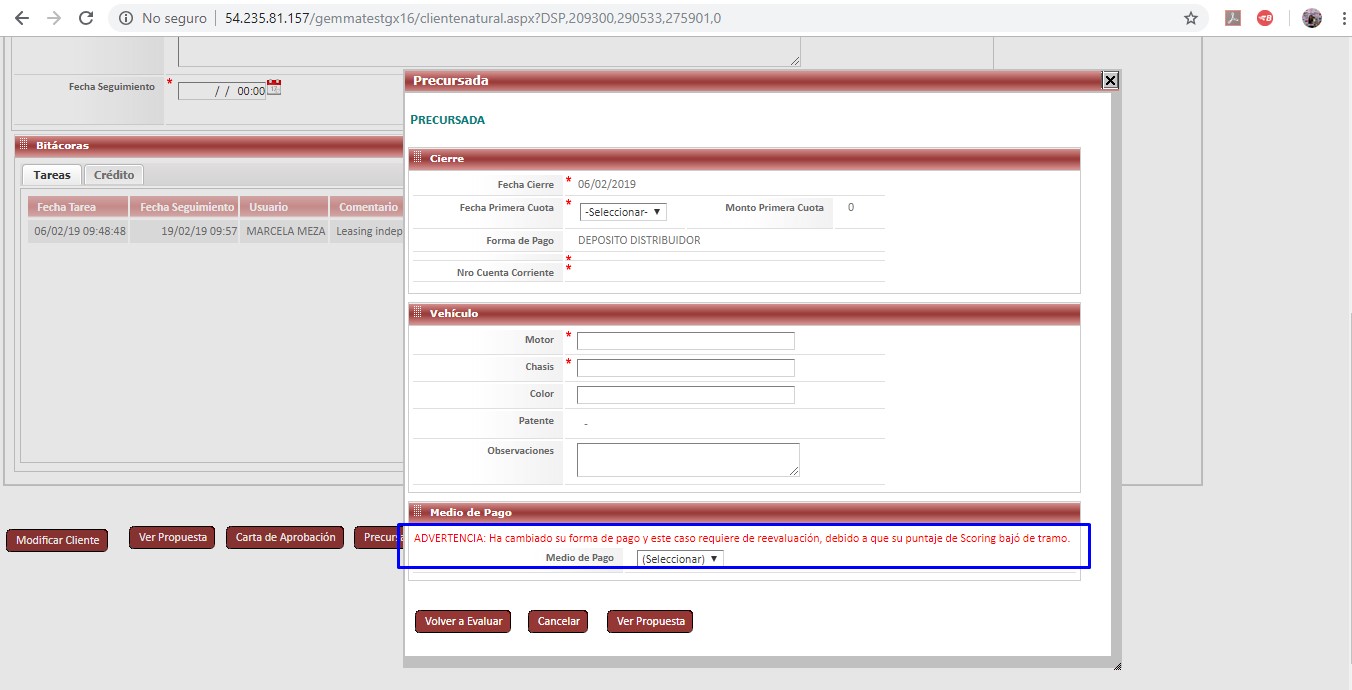 No seguro
54.235.81.157/gemmatestgx16/clientenatural.aspx?DSP,209300,290533,275901,0
Fecha Seguimiento * / / 00:00
Bitácoras
Tareas Crédito
Fecha Tarea Fecha Seguimiento Usuario Comentario
06/02/19 09:48:48 19/02/19 09:57 MARCELA MEZA Leasing indep
Modificar Cliente Ver Propuesta Carta de Aprobación Precurs
Precursada
PRECURSADA
Cierre
Fecha Cierre * 06/02/2019
Fecha Primera Cuota * -Seleccionar- Monto Primera Cuota 0
Forma de Pago DEPOSITO DISTRIBUIDOR
*
Nro Cuenta Corriente *
Vehículo
Motor *
Chasis *
Color
Patente -
Observaciones
Medio de Pago
ADVERTENCIA: Ha cambiado su forma de pago y este caso requiere de reevaluación, debido a que su puntaje de Scoring bajó de tramo.
Medio de Pago (Seleccionar)
Volver a Evaluar Cancelar Ver Propuesta